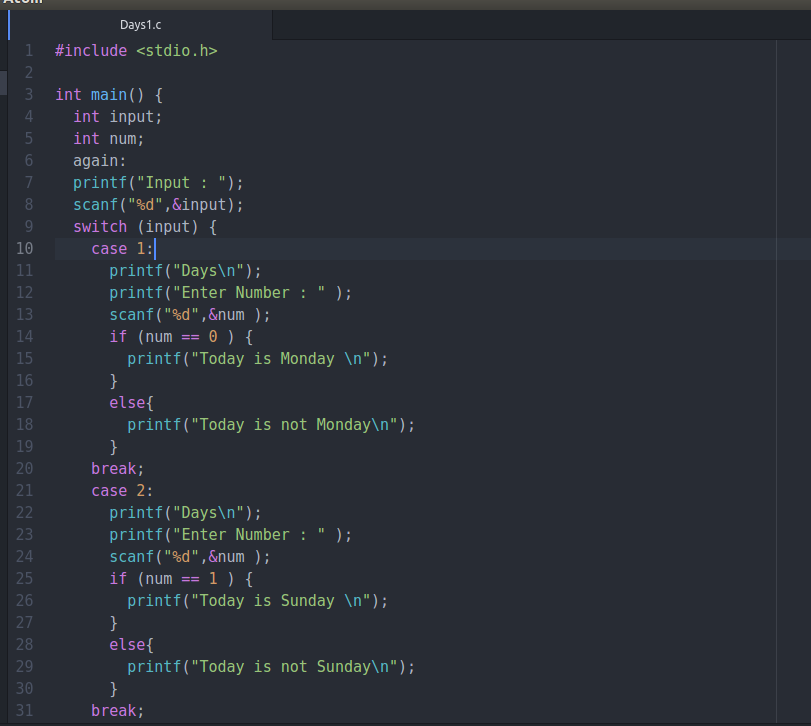 Atom
Days1.c
1 #include <stdio.h>
2
3 int main() {
4 int input;
5 int num;
6 again:
7 printf("Input : ");
8 scanf("%d",&input);
9 switch (input) {
10 case 1:
11 printf("Days\n");
12 printf("Enter Number : " );
13 scanf("%d",&num );
14 if (num == 0 ) {
15 printf("Today is Monday \n");
16 }
17 else{
18 printf("Today is not Monday\n");
19 }
20 break;
21 case 2:
22 printf("Days\n");
23 printf("Enter Number : " );
24 scanf("%d",&num );
25 if (num == 1 ) {
26 printf("Today is Sunday \n");
27 }
28 else{
29 printf("Today is not Sunday\n");
30 }
31 break;